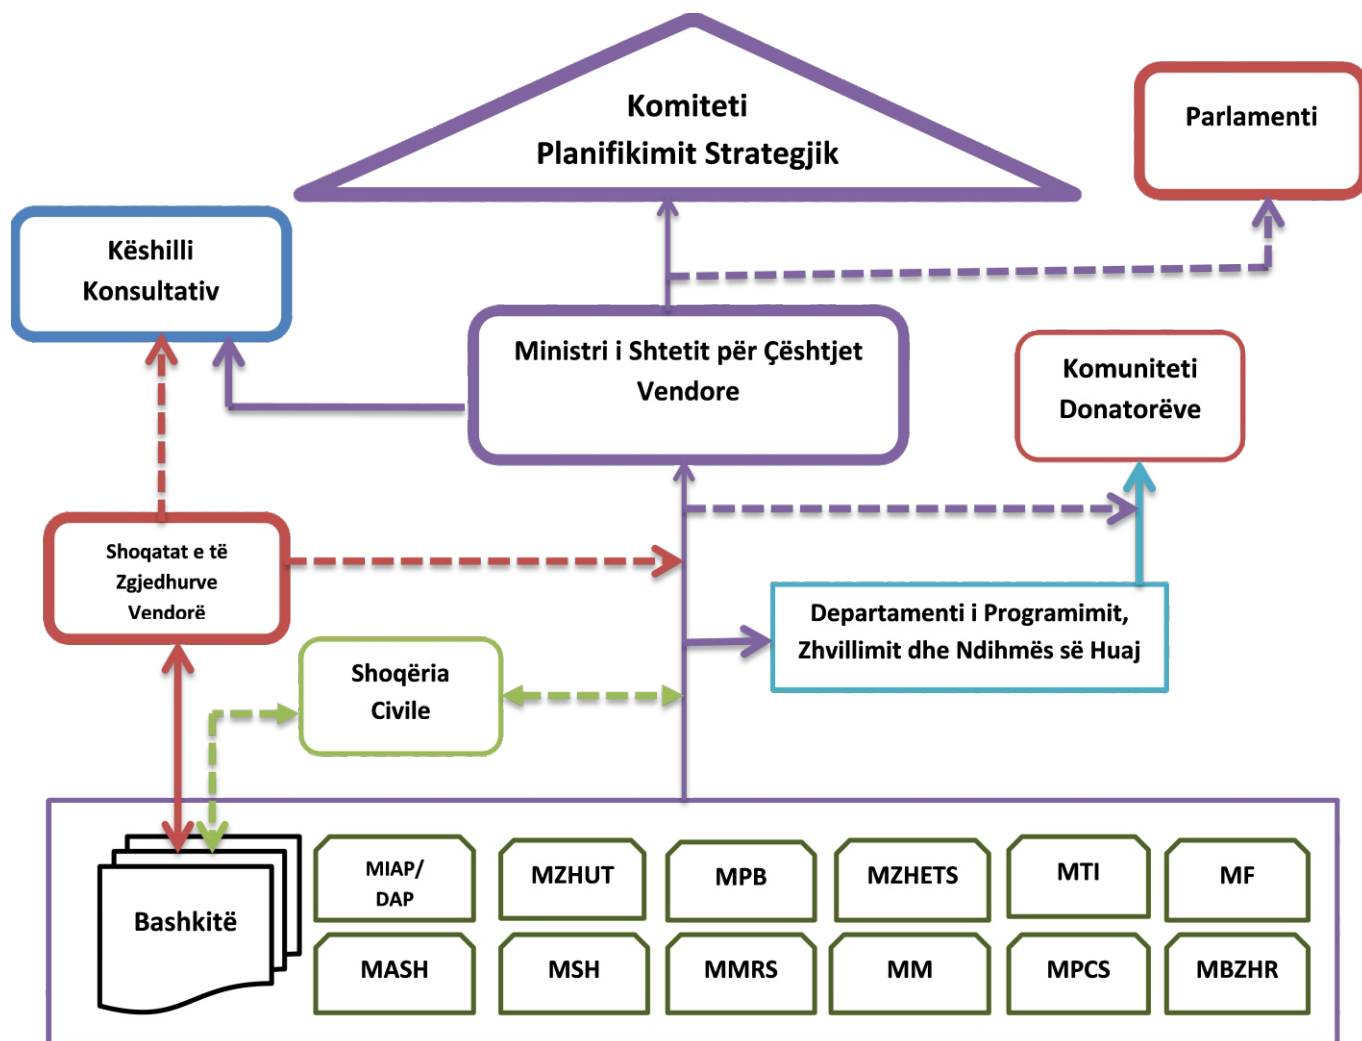 Komiteti
Planifikimit Strategjik
Parlamenti
Këshilli
Konsultativ
Ministri i Shtetit për Çështjet
Vendore
Komuniteti
Donatorëve
Shoqatat e të
Zgjedhurve
Vendorë
Departamenti i Programimit,
Zhvillimit dhe Ndihmës së Huaj
Shoqëria
Civile
Bashkitë
MIAP/
DAP
MZHUT
MPB
MZHETS
MTI
MF
MASH
MSH
MMRS
MM
MPCS
MBZHR